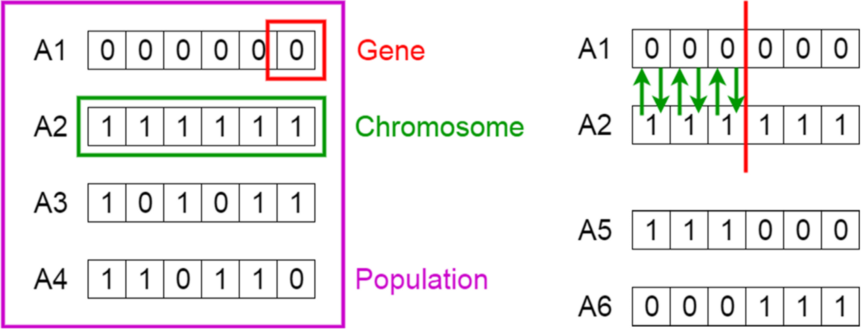 A1 0 0 0 0 0 0 Gene
A2 1 1 1 1 1 1 Chromosome
A3 1 0 1 0 1 1
A4 1 1 0 1 1 0 Population
A1 0 0 0 0 0 0
A2 1 1 1 1 1 1
A5 1 1 1 0 0 0
A6 0 0 0 1 1 1